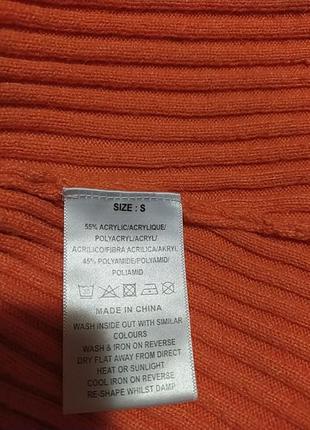 SIZE : S
55% ACRYLIC/ACRYLIQUE/
POLYACRYL/ACRYL/
ACRILICO/FIBRA ACRILICA/AKRYL
45% POLYAMIDE/POLYAMID/
POLIAMID
MADE IN CHINA
WASH INSIDE OUT WITH SIMILAR
COLOURS
WASH & IRON ON REVERSE
DRY FLAT AWAY FROM DIRECT
HEAT OR SUNLIGHT
COOL IRON ON REVERSE
RE-SHAPE WHILST DAMP